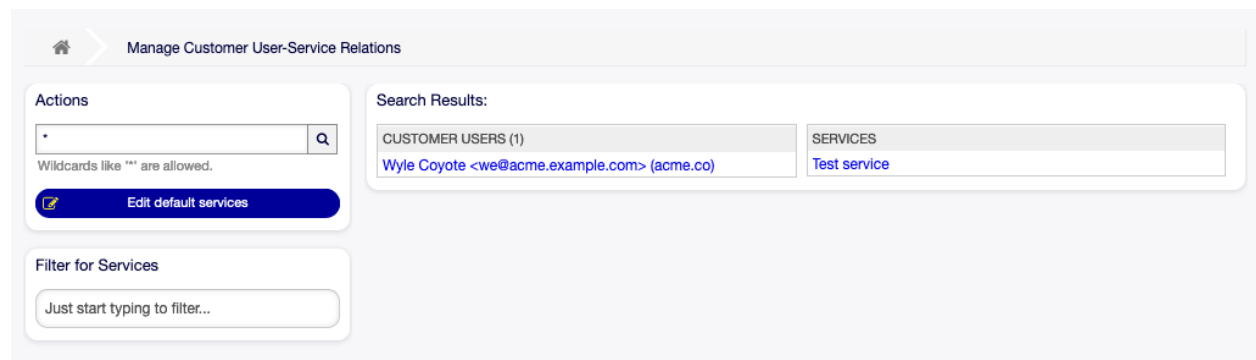 Manage Customer User-Service Relations
Actions
*
Wildcards like '*' are allowed.
Edit default services
Filter for Services
Just start typing to filter...
Search Results:
CUSTOMER USERS (1)
SERVICES
Wyle Coyote <we@acme.example.com> (acme.co)
Test service